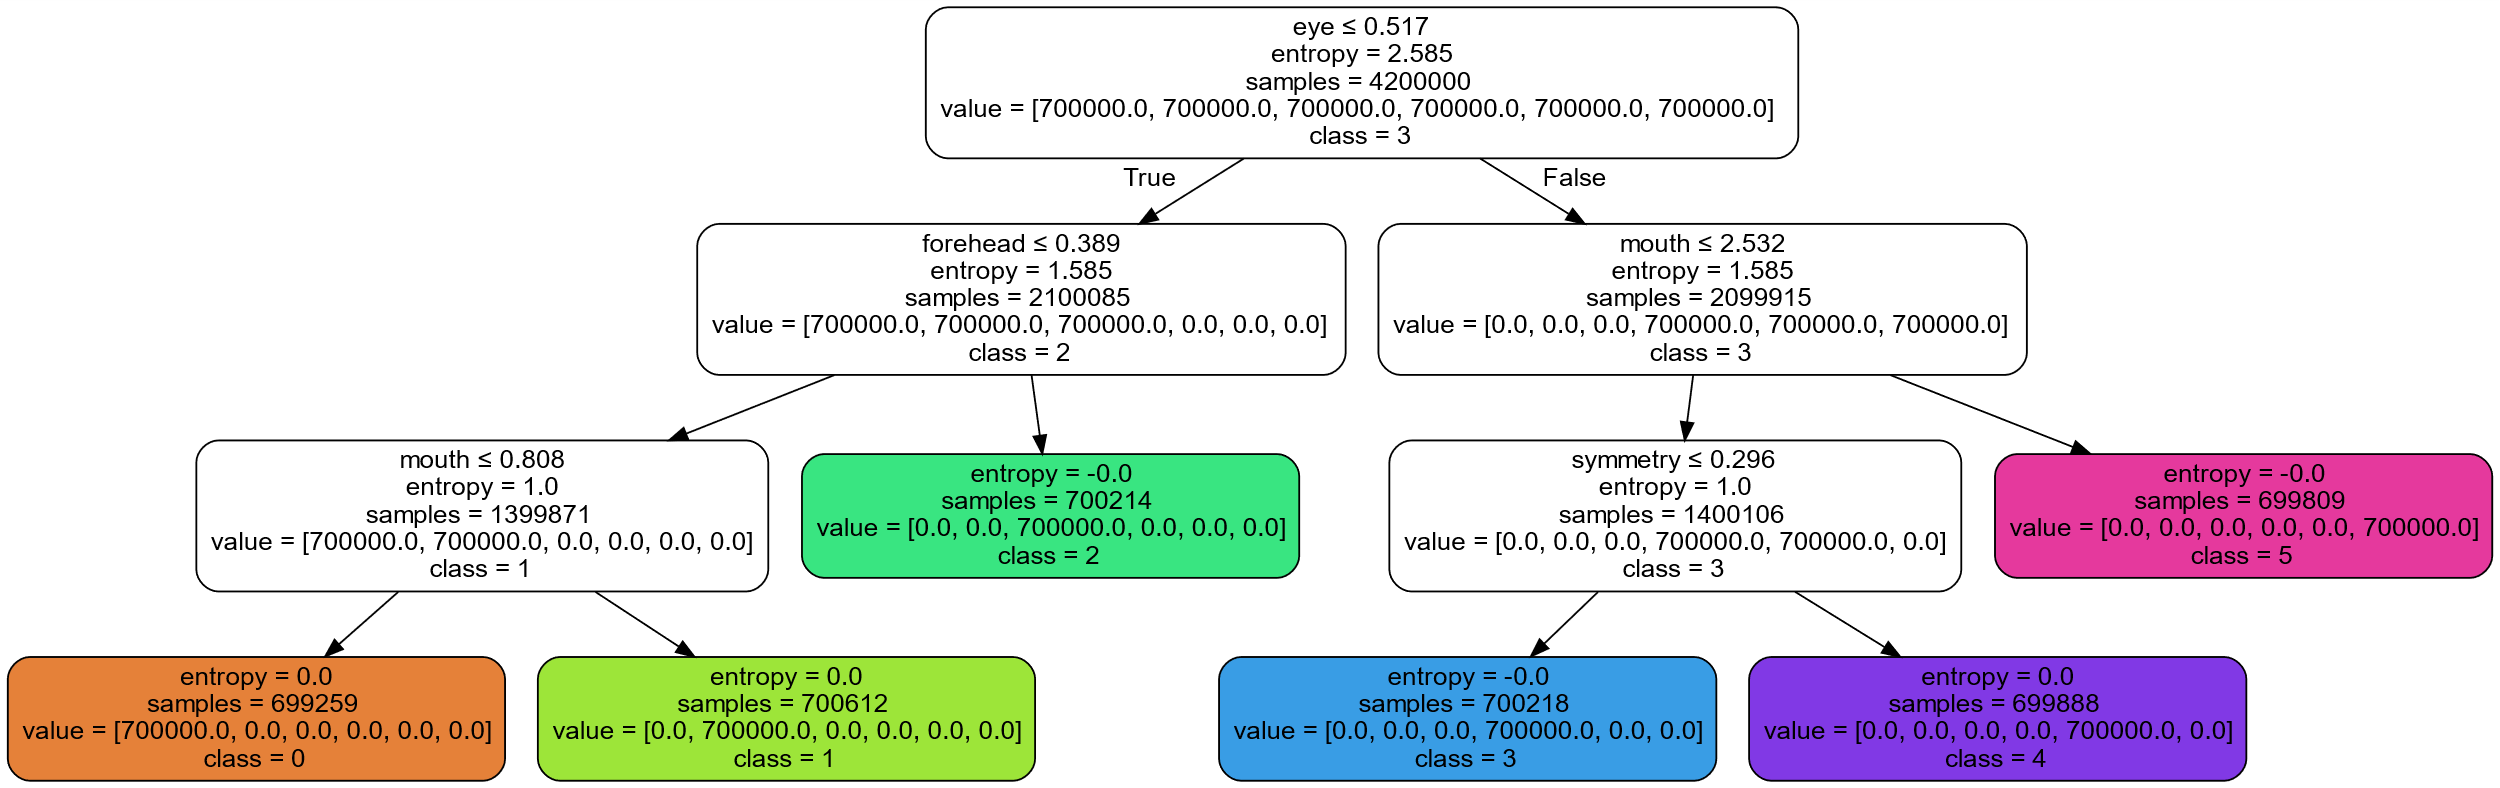 eye ≤ 0.517
entropy = 2.585
samples = 4200000
value = [700000.0, 700000.0, 700000.0, 700000.0, 700000.0, 700000.0]
class = 3
True
False
forehead ≤ 0.389
entropy = 1.585
samples = 2100085
value = [700000.0, 700000.0, 700000.0, 0.0, 0.0, 0.0]
class = 2
mouth ≤ 2.532
entropy = 1.585
samples = 2099915
value = [0.0, 0.0, 0.0, 700000.0, 700000.0, 700000.0]
class = 3
mouth ≤ 0.808
entropy = 1.0
samples = 1399871
value = [700000.0, 700000.0, 0.0, 0.0, 0.0, 0.0]
class = 1
entropy = -0.0
samples = 700214
value = [0.0, 0.0, 700000.0, 0.0, 0.0, 0.0]
class = 2
symmetry ≤ 0.296
entropy = 1.0
samples = 1400106
value = [0.0, 0.0, 0.0, 700000.0, 700000.0, 0.0]
class = 3
entropy = -0.0
samples = 699809
value = [0.0, 0.0, 0.0, 0.0, 0.0, 700000.0]
class = 5
entropy = 0.0
samples = 699259
value = [700000.0, 0.0, 0.0, 0.0, 0.0, 0.0]
class = 0
entropy = 0.0
samples = 700612
value = [0.0, 700000.0, 0.0, 0.0, 0.0, 0.0]
class = 1
entropy = -0.0
samples = 700218
value = [0.0, 0.0, 0.0, 700000.0, 0.0, 0.0]
class = 3
entropy = 0.0
samples = 699888
value = [0.0, 0.0, 0.0, 0.0, 700000.0, 0.0]
class = 4